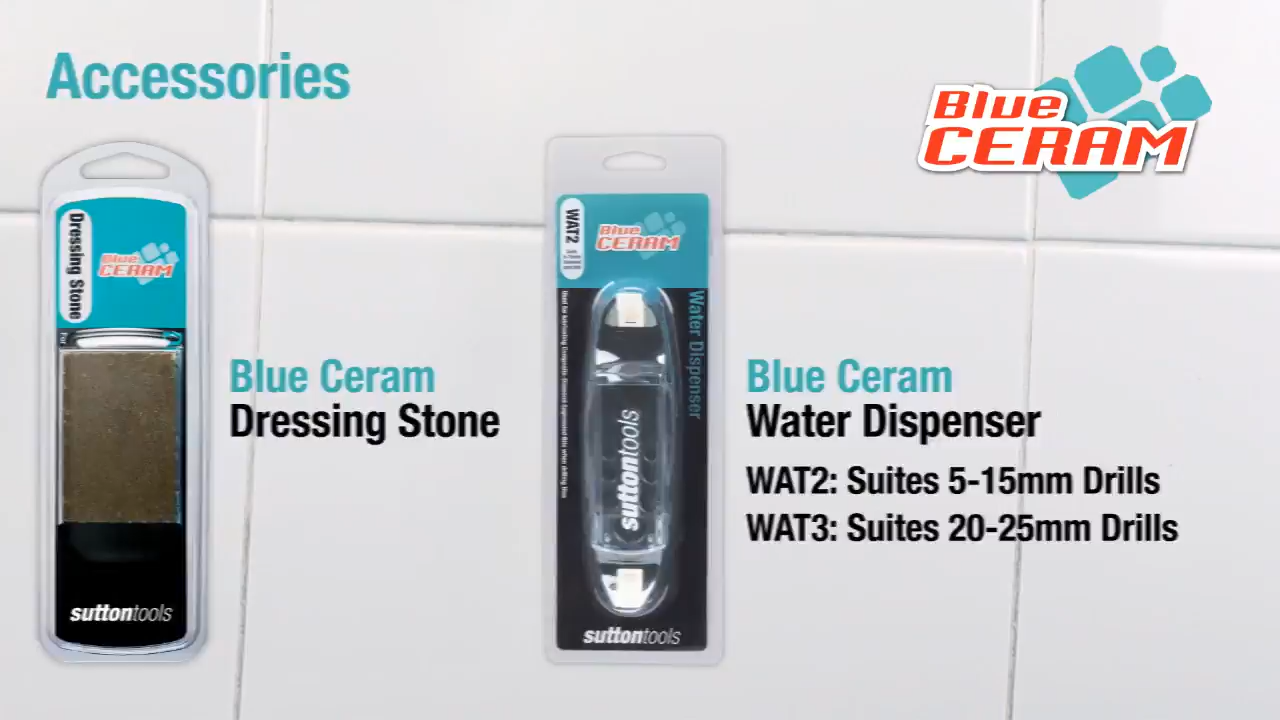 Accessories
Blue
CERAM
Dressing Stone
Blue
CERAM
For
suttontools
Blue Ceram
Dressing Stone
WAT2
Blue
CERAM
Water Dispenser
suttontools
suttontools
Blue Ceram
Water Dispenser
WAT2: Suites 5-15mm Drills
WAT3: Suites 20-25mm Drills